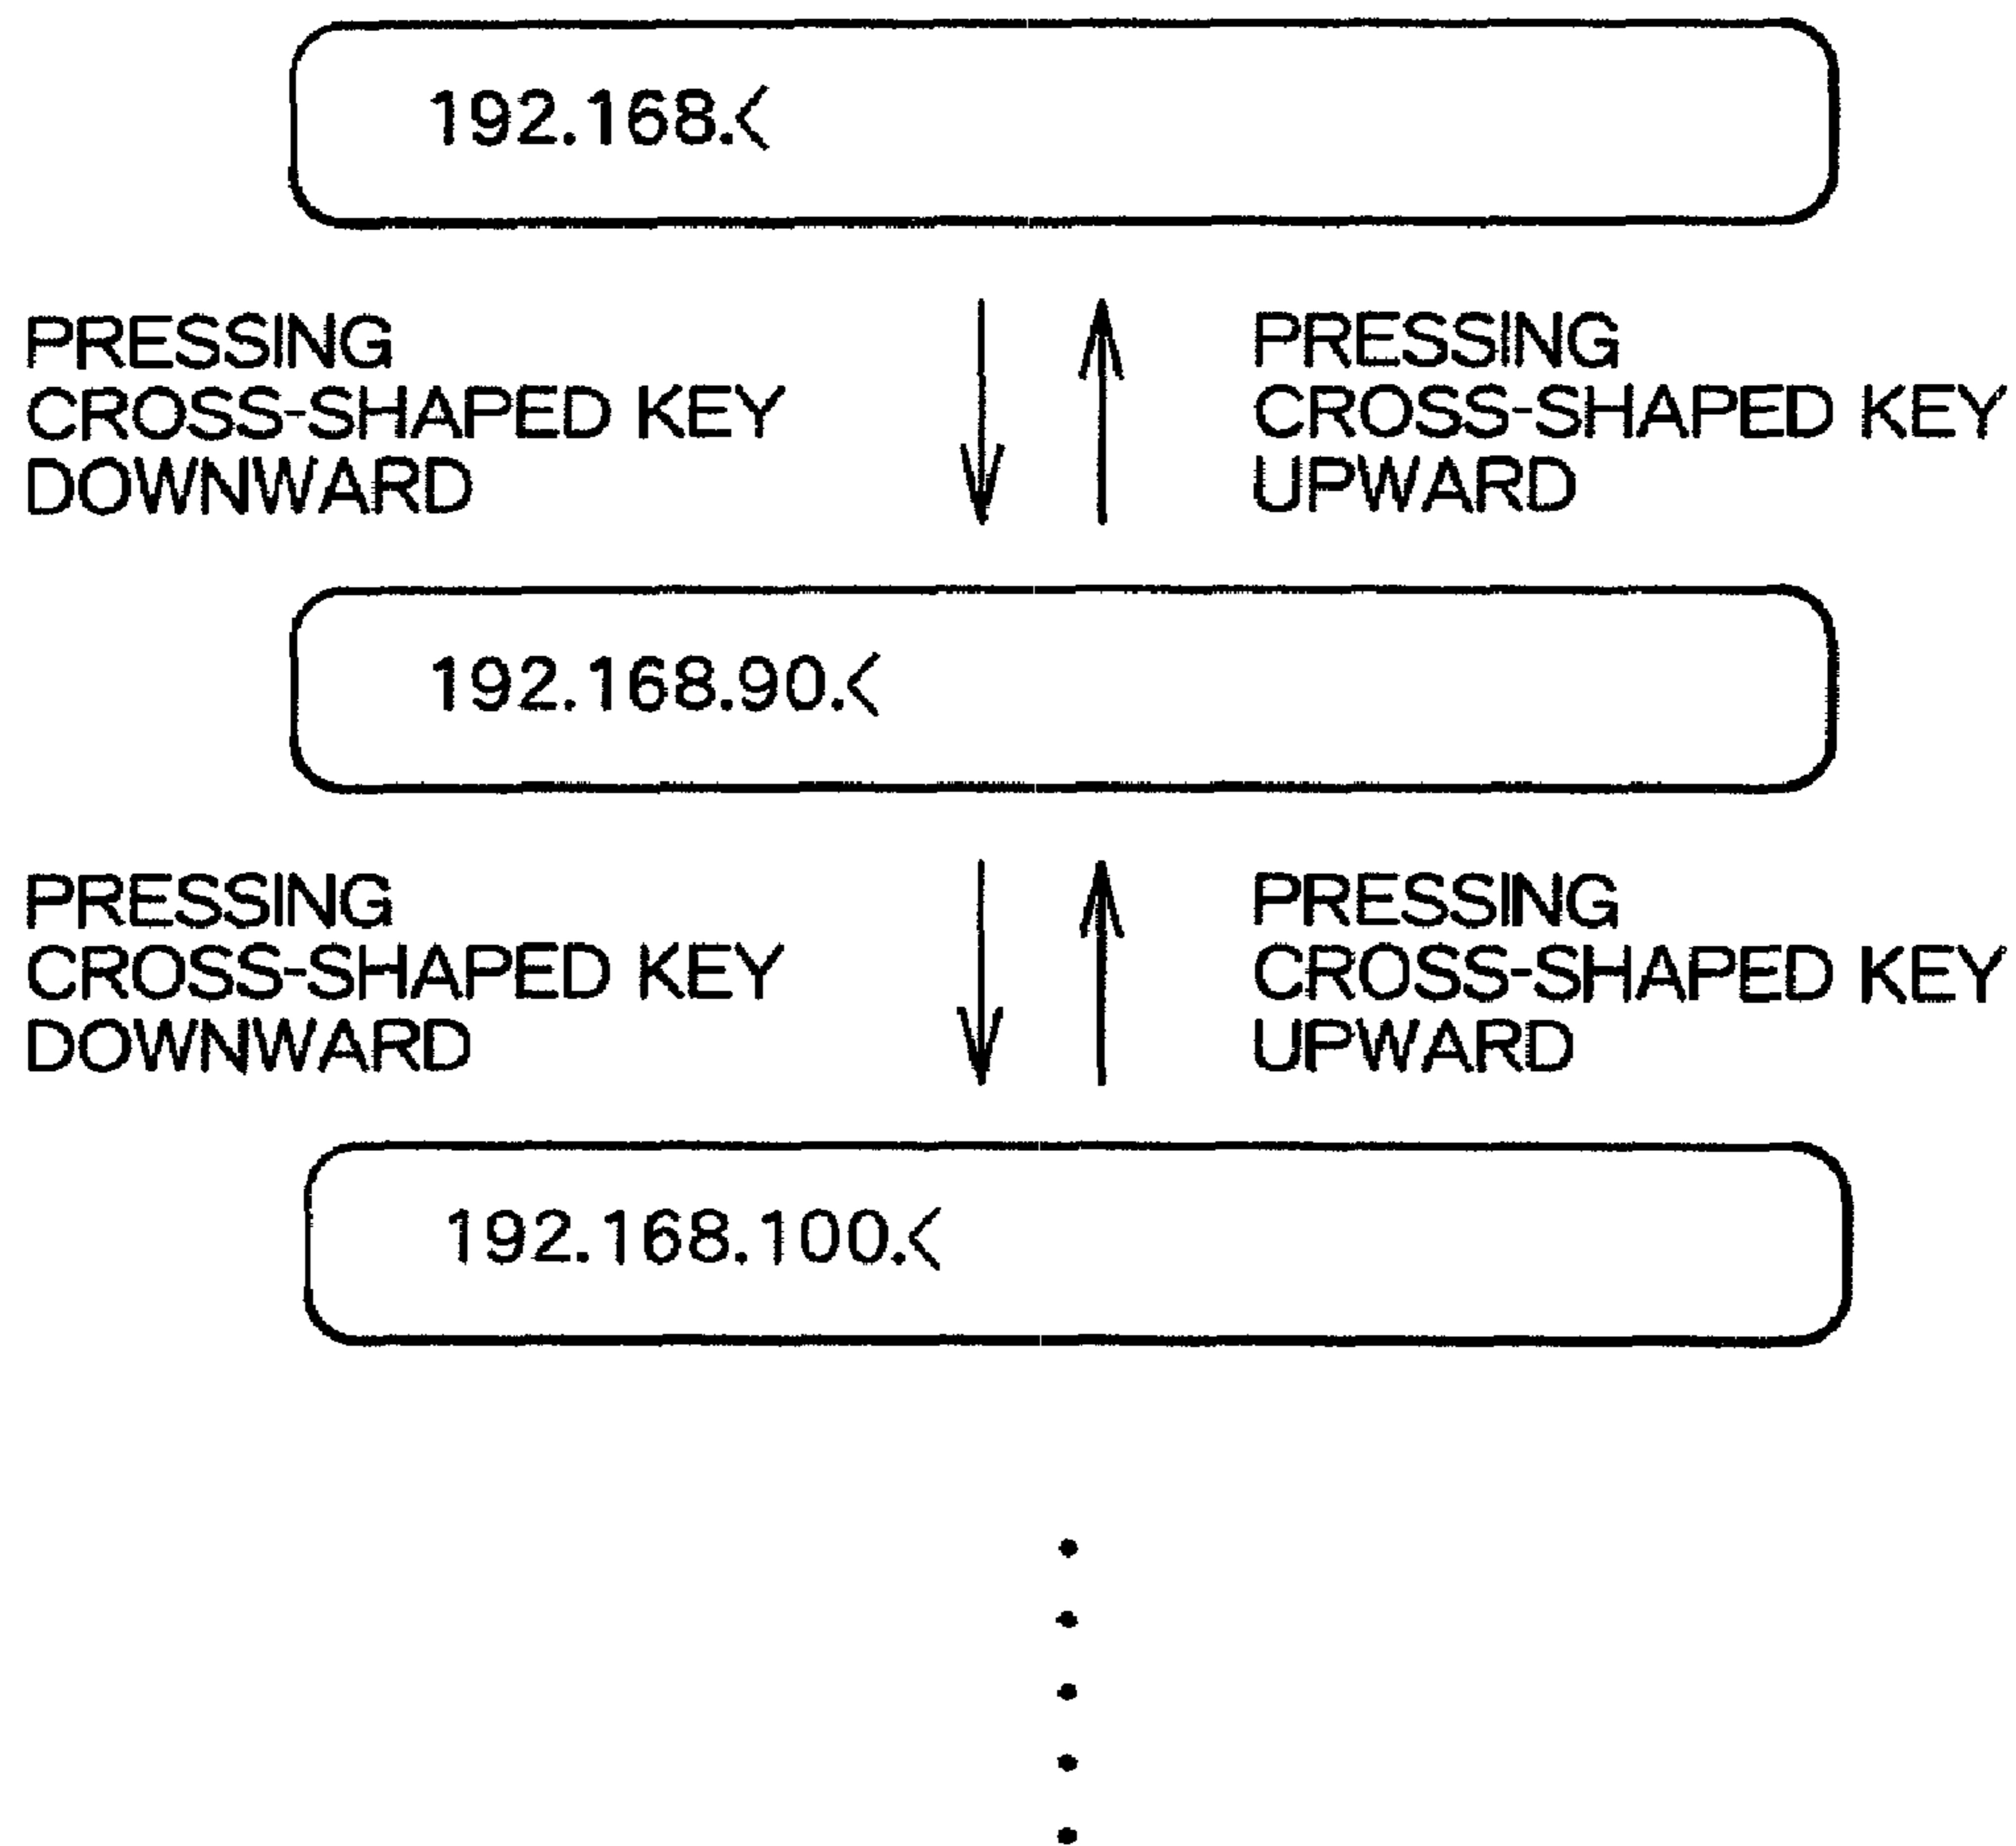 192.168.<
PRESSING
CROSS-SHAPED KEY
DOWNWARD
PRESSING
CROSS-SHAPED KEY
UPWARD
192.168.90.<
PRESSING
CROSS-SHAPED KEY
DOWNWARD
PRESSING
CROSS-SHAPED KEY
UPWARD
192.168.100.<